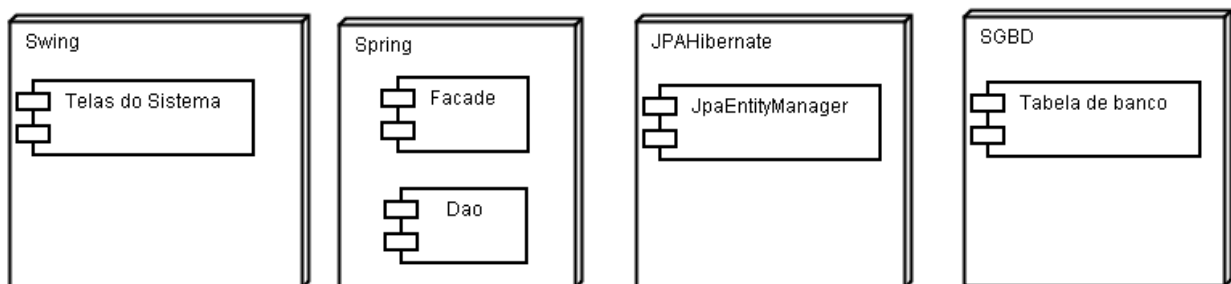 Swing
Telas do Sistema
Spring
Facade
Dao
JPAHibernate
JpaEntityManager
SGBD
Tabela de banco